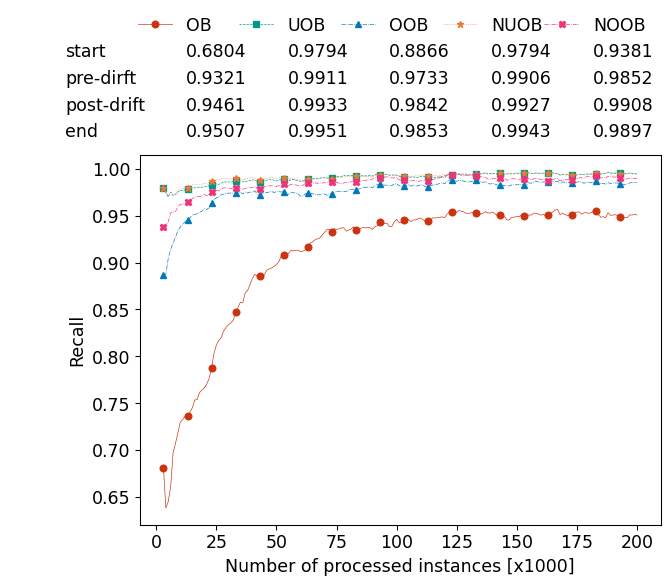 OB UOB OOB NUOB NOOB
start 0.6804 0.9794 0.8866 0.9794 0.9381
pre-dirft 0.9321 0.9911 0.9733 0.9906 0.9852
post-drift 0.9461 0.9933 0.9842 0.9927 0.9908
end 0.9507 0.9951 0.9853 0.9943 0.9897
1.00
0.95
0.90
0.85
0.80
0.75
0.70
0.65
Recall
0 25 50 75 100 125 150 175 200
Number of processed instances [x1000]